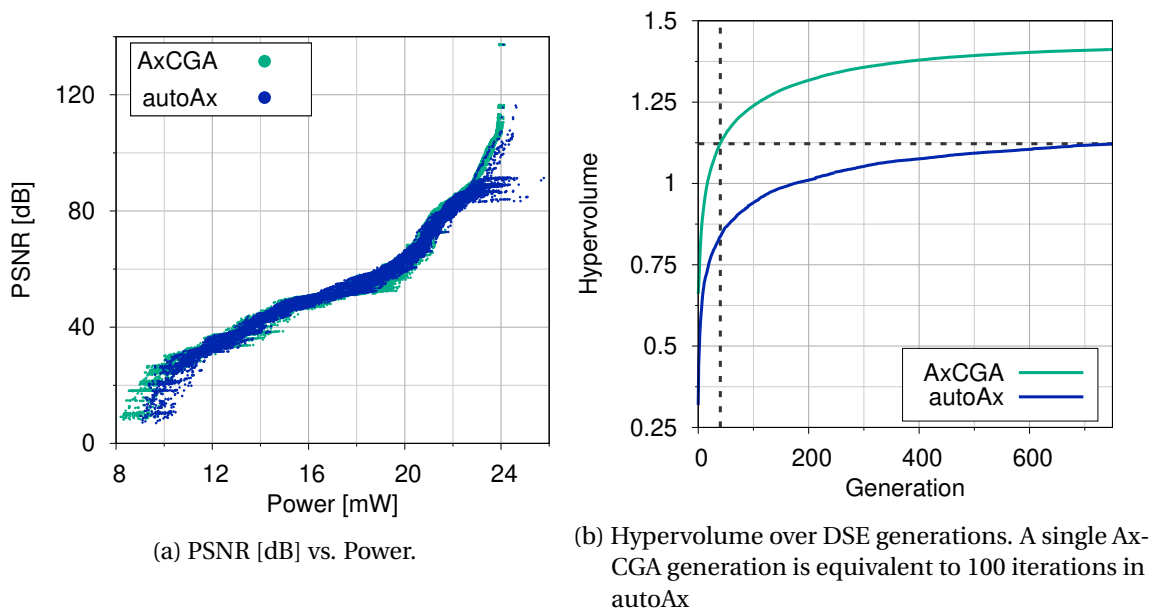 AxCGA
autoAx
120
80
40
0
8
12
16
20
24
PSNR [dB]
Power [mW]
(a) PSNR [dB] vs. Power.
1.5
1.25
1
0.75
0.5
0.25
0
200
400
600
Hypervolume
Generation
AxCGA
autoAx
(b) Hypervolume over DSE generations. A single Ax-
CGA generation is equivalent to 100 iterations in
autoAx